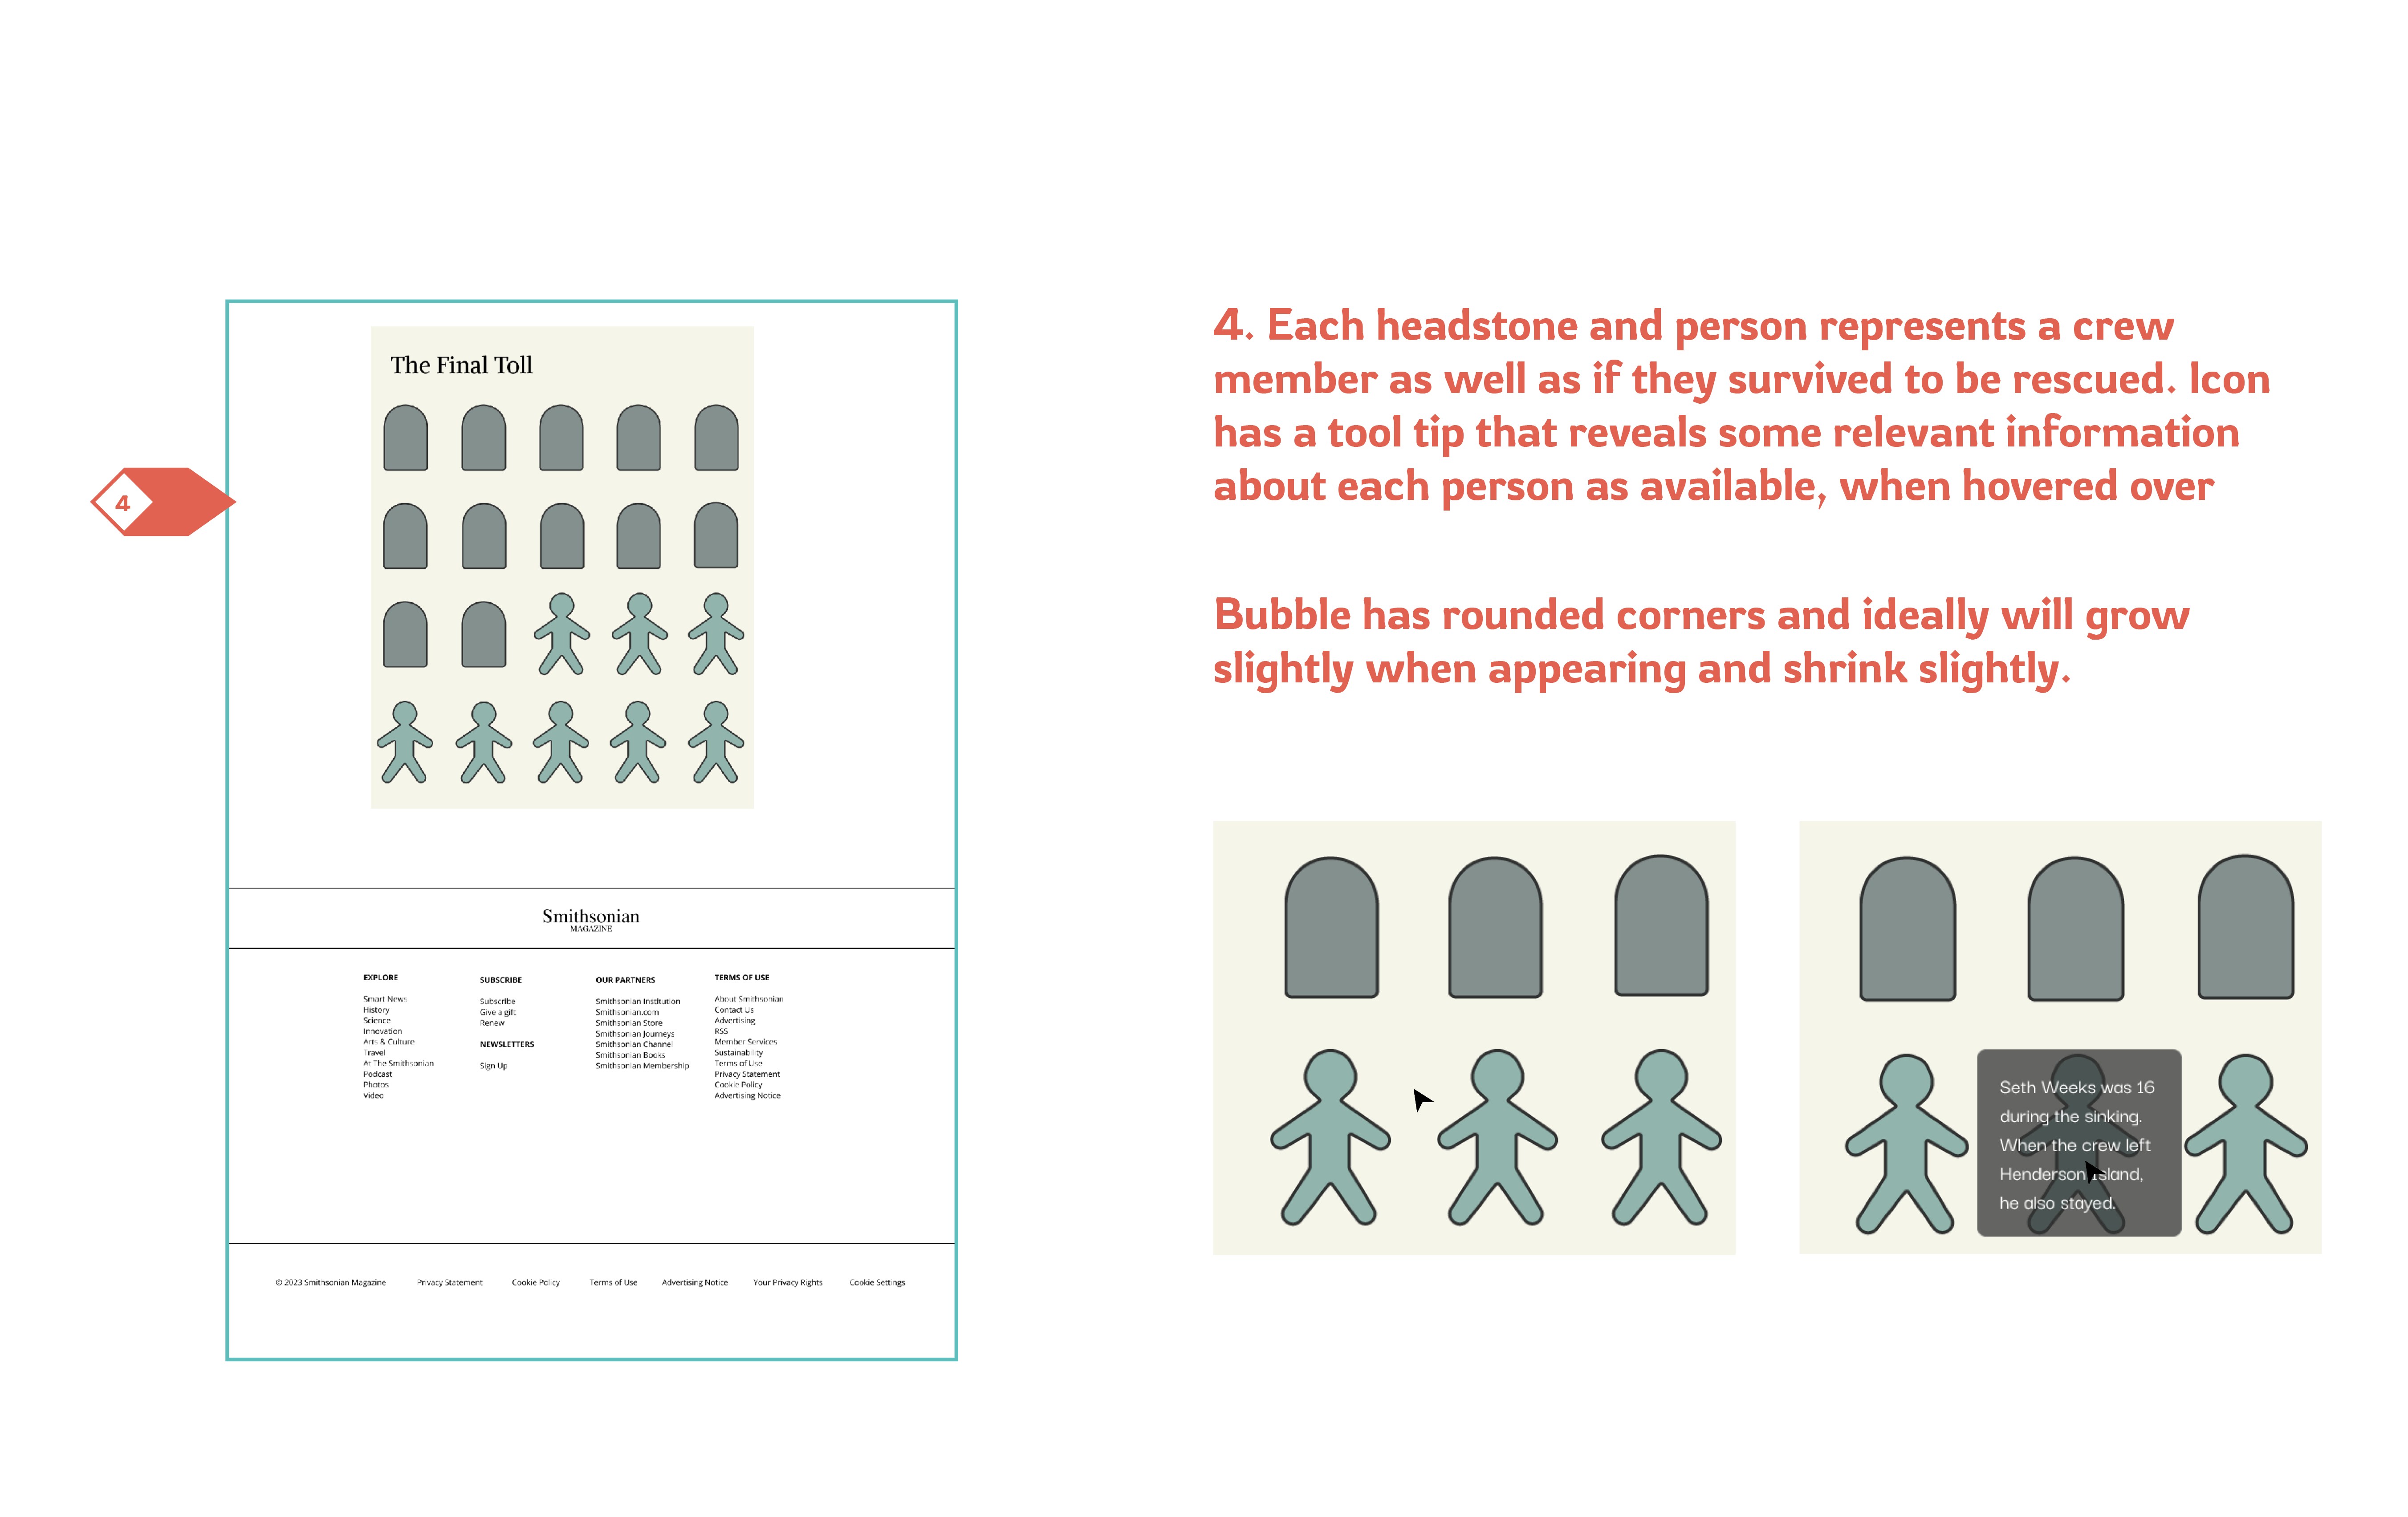 4
The Final Toll
Smithsonian
MAGAZINE
EXPLORE
Smart News
History
Science
Innovation
Arts & Culture
Travel
At The Smithsonian
Podcast
Photos
Video
SUBSCRIBE
Subscribe
Give a gift
Renew
NEWSLETTERS
Sign Up
OUR PARTNERS
Smithsonian Institution
Smithsonian.com
Smithsonian Store
Smithsonian Journeys
Smithsonian Channel
Smithsonian Books
Smithsonian Membership
TERMS OF USE
About Smithsonian
Contact Us
Advertising
RSS
Member Services
Sustainability
Terms of Use
Privacy Statement
Cookie Policy
Advertising Notice
© 2023 Smithsonian Magazine Privacy Statement Cookie Policy Terms of Use Advertising Notice Your Privacy Rights Cookie Settings
4. Each headstone and person represents a crew
member as well as if they survived to be rescued. Icon
has a tool tip that reveals some relevant information
about each person as available, when hovered over
Bubble has rounded corners and ideally will grow
slightly when appearing and shrink slightly.
Seth Weeks was 16
during the sinking.
When the crew left
Henderson Island,
he also stayed.